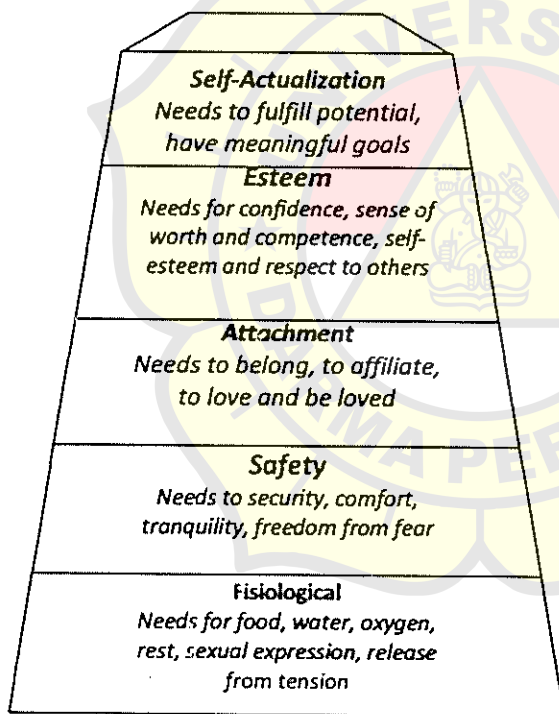 Self-Actualization
Needs to fulfill potential,
have meaningful goals
Esteem
Needs for confidence, sense of
worth and competence, self-
esteem and respect to others
Attachment
Needs to belong, to affiliate,
to love and be loved
Safety
Needs to security, comfort,
tranquility, freedom from fear
Fisiological
Needs for food, water, oxygen,
rest, sexual expression, release
from tension